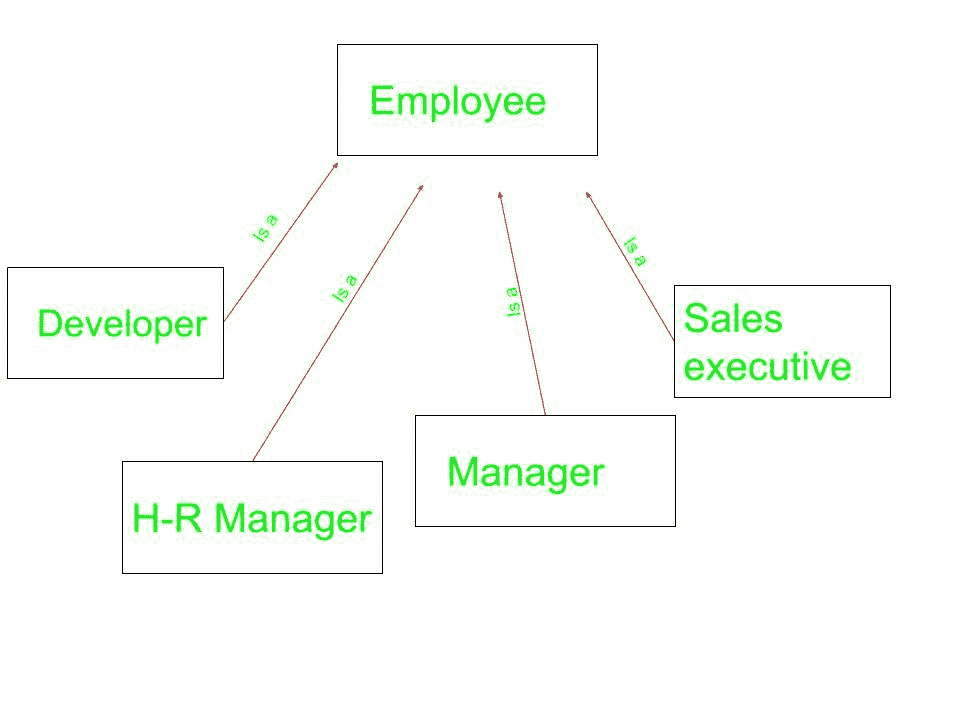 Employee
Is a
Is a
Is a
Is a
Developer
Sales
executive
Manager
H-R Manager